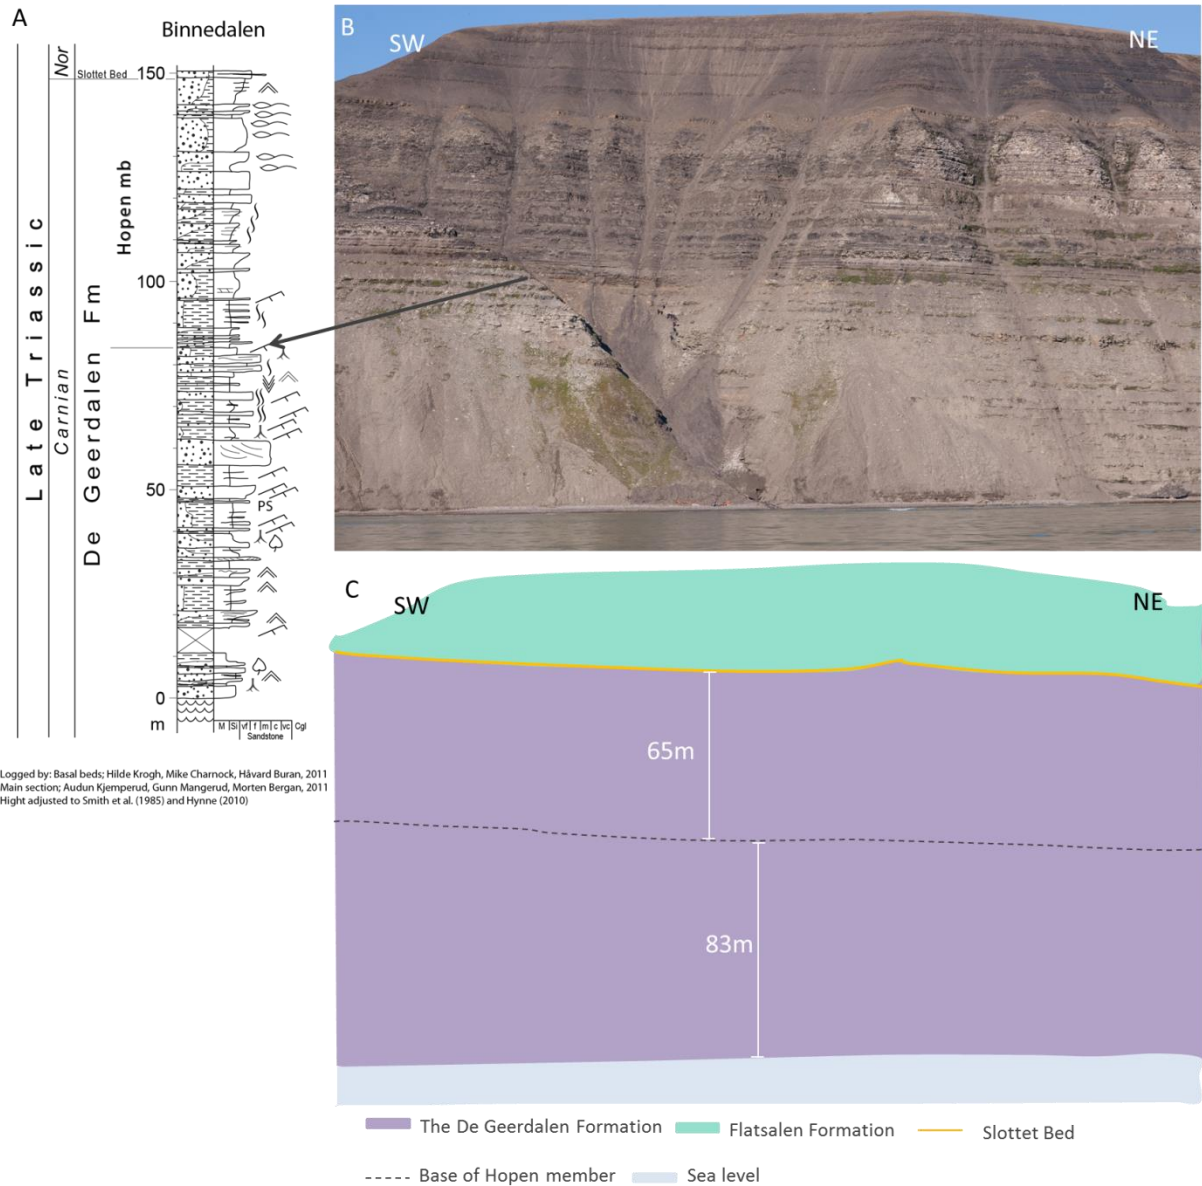 A
Binnedalen
Late Triassic
Nor
Carnian
De Geerdalen Fm
Hopen mb
Slottet Bed
150
100
50
PS
0
m
M Si vf f m c vc Cgl
Sandstone
Logged by: Basal beds; Hilde Krogh, Mike Charnock, Håvard Buran, 2011
Main section; Audun Kjemperud, Gunn Mangerud, Morten Bergan, 2011
Hight adjusted to Smith et al. (1985) and Hynne (2010)
B
SW
NE
C
SW
NE
65m
83m
The De Geerdalen Formation
Flatsalen Formation
Slottet Bed
Base of Hopen member
Sea level